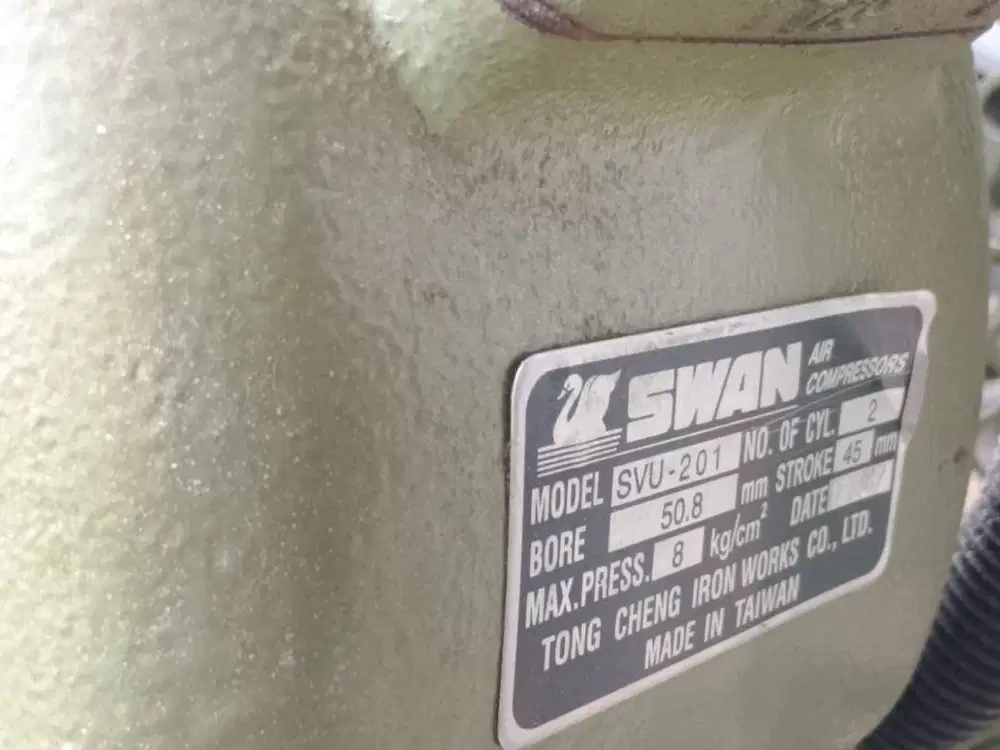 SWAN AIR COMPRESSORS
MODEL SVU-201 NO. OF CYL. 2
BORE 50.8 mm STROKE 45 mm
MAX.PRESS. 8 kg/cm² DATE
TONG CHENG IRON WORKS CO., LTD.
MADE IN TAIWAN